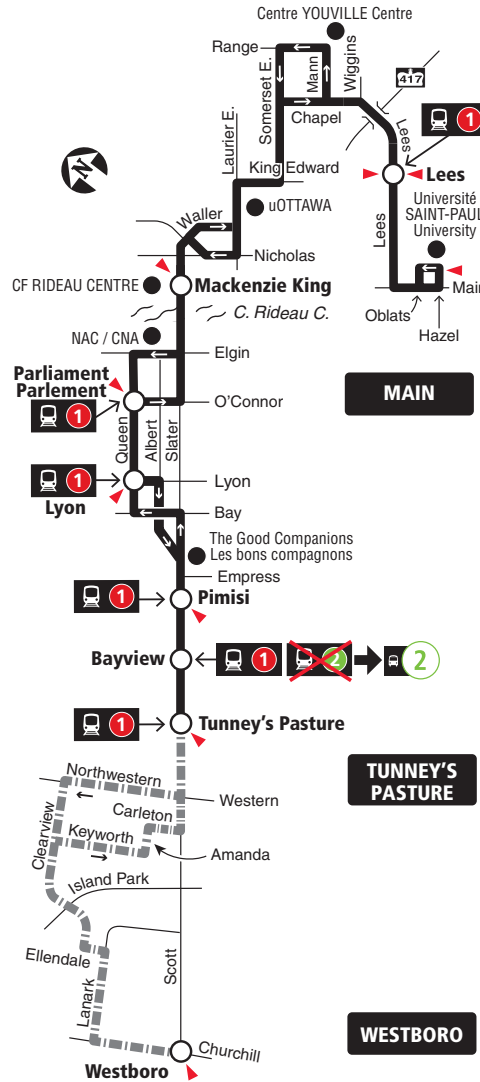 Centre YOUVILLE Centre
Range
Somerset E.
Mann
Wiggins
417
Chapel
Lees
1
Lees
Laurier E.
King Edward
uOTTAWA
Université
SAINT-PAUL
University
Waller
Nicholas
Lees
CF RIDEAU CENTRE
Mackenzie King
Main
Oblats
Hazel
C. Rideau C.
NAC / CNA
Elgin
Parliament
Parlement
1
O'Connor
MAIN
Queen
Albert
Slater
1
Lyon
Lyon
Bay
The Good Companions
Les bons compagnons
Empress
1
Pimisi
Bayview
1
2
2
1
Tunney's Pasture
Northwestern
Western
TUNNEY'S
PASTURE
Carleton
Clearview
Keyworth
Amanda
Island Park
Ellendale
Scott
Lanark
WESTBORO
Churchill
Westboro
N